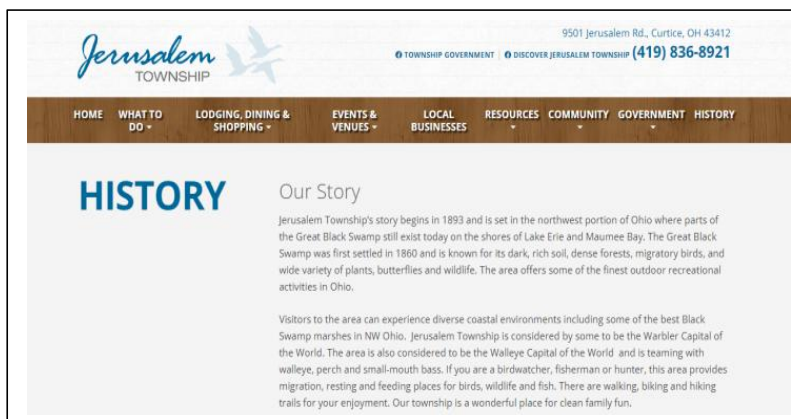 9501 Jerusalem Rd., Curtice, OH 43412
Jerusalem
TOWNSHIP
TOWNSHIP GOVERNMENT | DISCOVER JERUSALEM TOWNSHIP (419) 836-8921
HOME WHAT TO DO LODGING, DINING & SHOPPING EVENTS & VENUES LOCAL BUSINESSES RESOURCES COMMUNITY GOVERNMENT HISTORY
HISTORY
Our Story
Jerusalem Township's story begins in 1893 and is set in the northwest portion of Ohio where parts of
the Great Black Swamp still exist today on the shores of Lake Erie and Maumee Bay. The Great Black
Swamp was first settled in 1860 and is known for its dark, rich soil, dense forests, migratory birds, and
wide variety of plants, butterflies and wildlife. The area offers some of the finest outdoor recreational
activities in Ohio.
Visitors to the area can experience diverse coastal environments including some of the best Black
Swamp marshes in NW Ohio. Jerusalem Township is considered by some to be the Warbler Capital of
the World. The area is also considered to be the Walleye Capital of the World and is teaming with
walleye, perch and small-mouth bass. If you are a birdwatcher, fisherman or hunter, this area provides
migration, resting and feeding places for birds, wildlife and fish. There are walking, biking and hiking
trails for your enjoyment. Our township is a wonderful place for clean family fun.